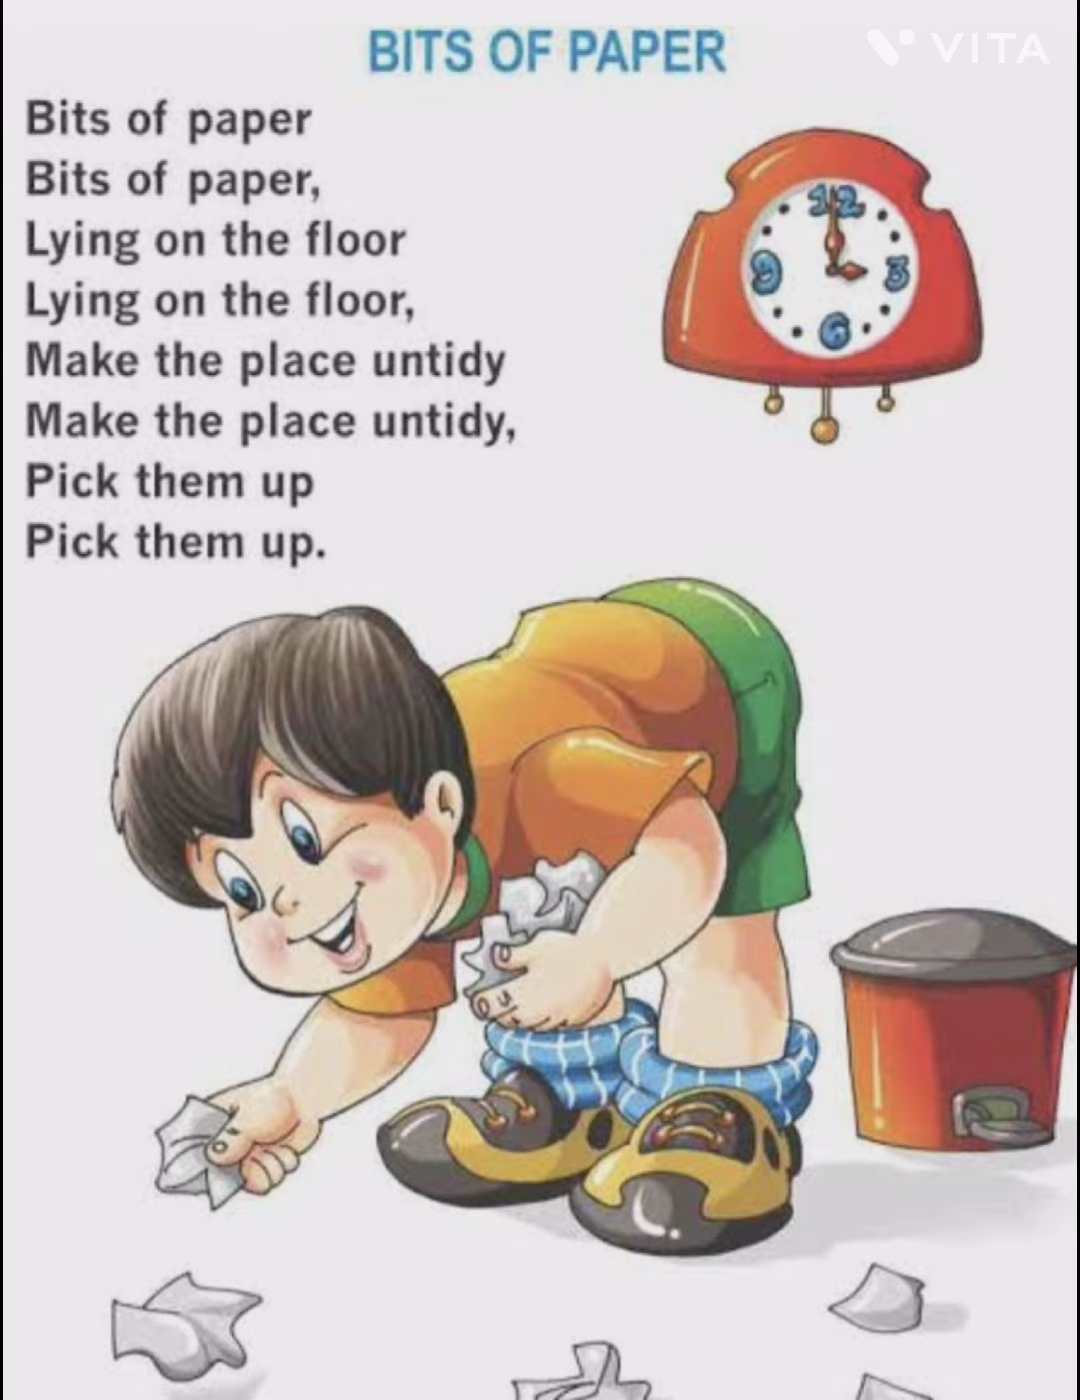 BITS OF PAPER
VITA
Bits of paper
Bits of paper,
Lying on the floor
Lying on the floor,
Make the place untidy
Make the place untidy,
Pick them up
Pick them up.
12
9
3
6